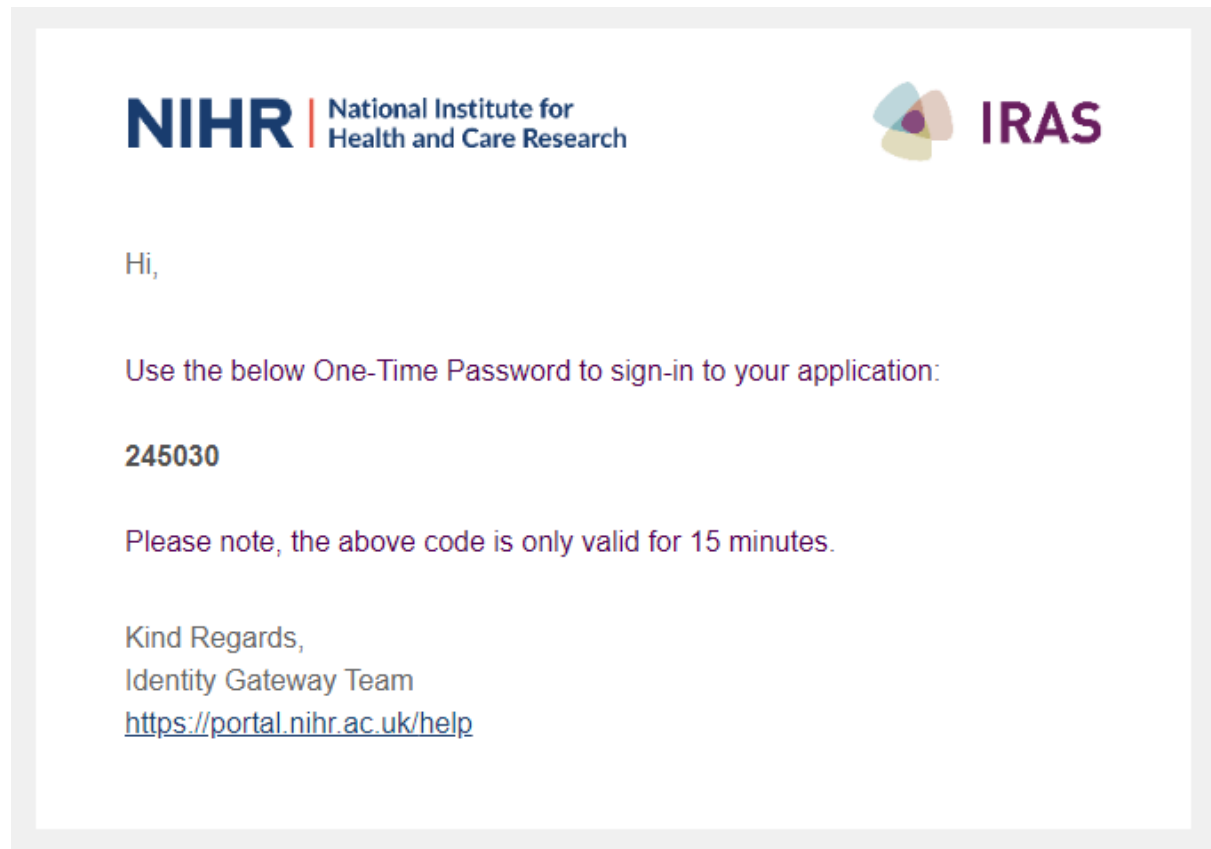 NIHR | National Institute for
Health and Care Research
IRAS
Hi,
Use the below One-Time Password to sign-in to your application:
245030
Please note, the above code is only valid for 15 minutes.
Kind Regards,
Identity Gateway Team
https://portal.nihr.ac.uk/help